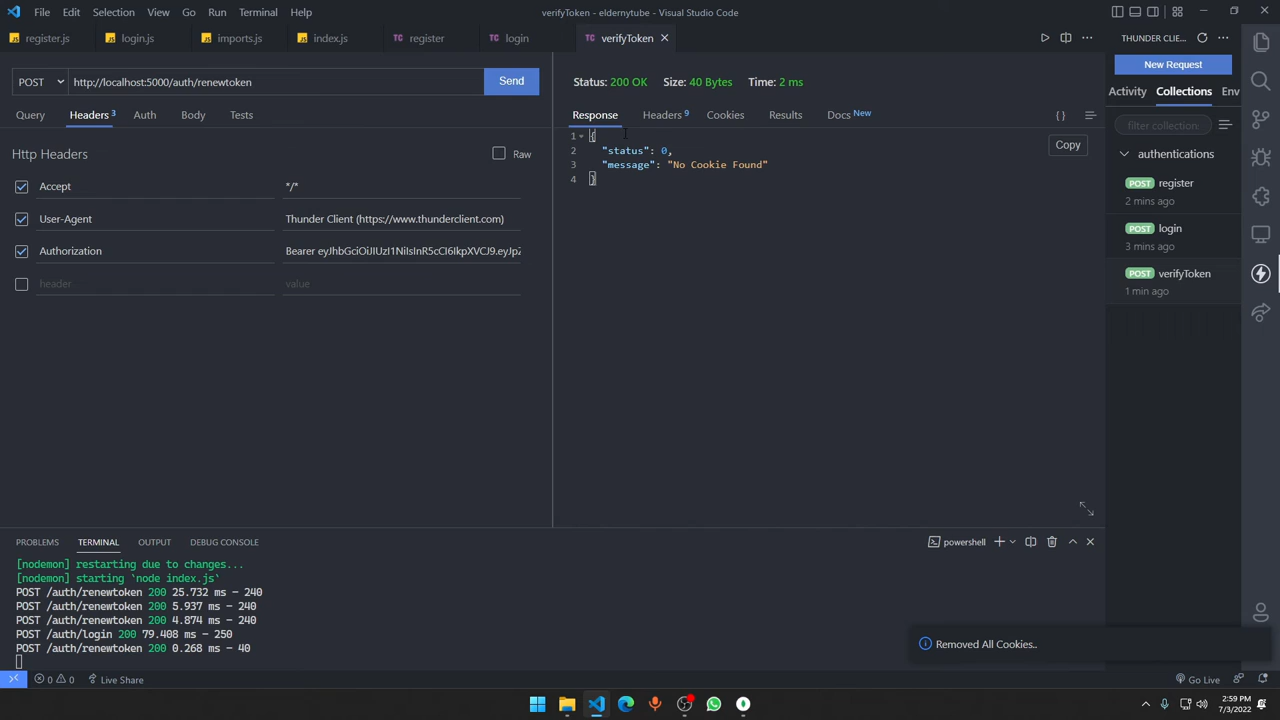 File Edit Selection View Go Run Terminal Help
verifyToken - eldernytube - Visual Studio Code
register.js login.js imports.js index.js register login verifyToken
POST http://localhost:5000/auth/renewtoken Send
Query Headers 3 Auth Body Tests
Http Headers Raw
Accept */*
User-Agent Thunder Client (https://www.thunderclient.com)
Authorization Bearer eyJhbGciOiJIUzI1NiIsInR5cCI6IkpXVCJ9.eyJpZ
header value
Status: 200 OK Size: 40 Bytes Time: 2 ms
Response Headers 9 Cookies Results Docs New {}
Copy
1 {
2 "status": 0,
3 "message": "No Cookie Found"
4 }
THUNDER CLIE...
New Request
Activity Collections Env
filter collections
authentications
POST register
2 mins ago
POST login
3 mins ago
POST verifyToken
1 min ago
PROBLEMS TERMINAL OUTPUT DEBUG CONSOLE
powershell
[nodemon] restarting due to changes...
[nodemon] starting `node index.js`
POST /auth/renewtoken 200 25.732 ms - 240
POST /auth/renewtoken 200 5.937 ms - 240
POST /auth/renewtoken 200 4.874 ms - 240
POST /auth/login 200 79.408 ms - 250
POST /auth/renewtoken 200 0.268 ms - 40
Removed All Cookies..
0 0 Live Share
Go Live
2:59 PM
7/3/2022